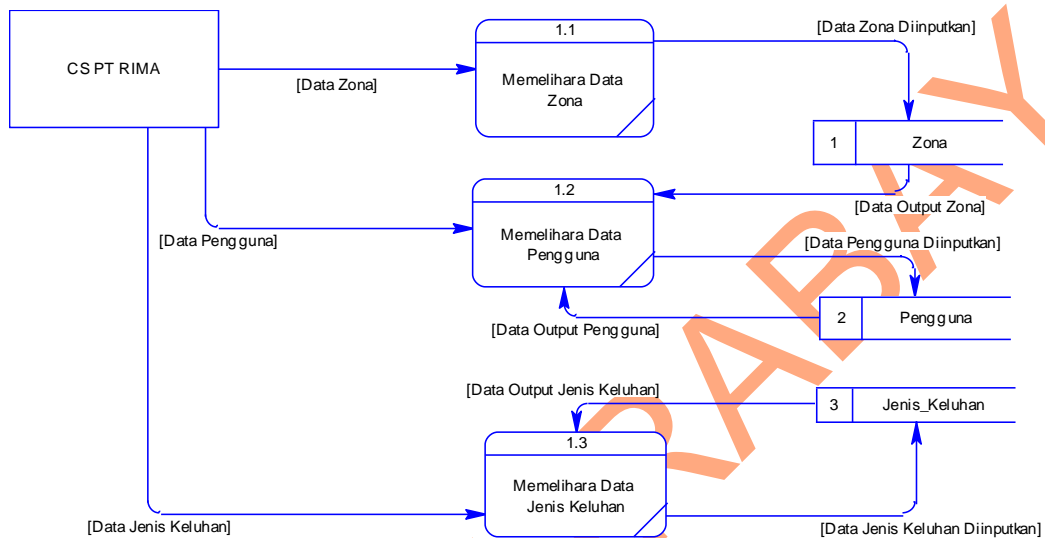 CS PT RIMA
[Data Zona]
1.1
Memelihara Data
Zona
[Data Zona Diinputkan]
1
Zona
[Data Output Zona]
[Data Pengguna]
1.2
Memelihara Data
Pengguna
[Data Pengguna Diinputkan]
2
Pengguna
[Data Output Pengguna]
[Data Output Jenis Keluhan]
3
Jenis_Keluhan
1.3
Memelihara Data
Jenis Keluhan
[Data Jenis Keluhan]
[Data Jenis Keluhan Diinputkan]
RABAY